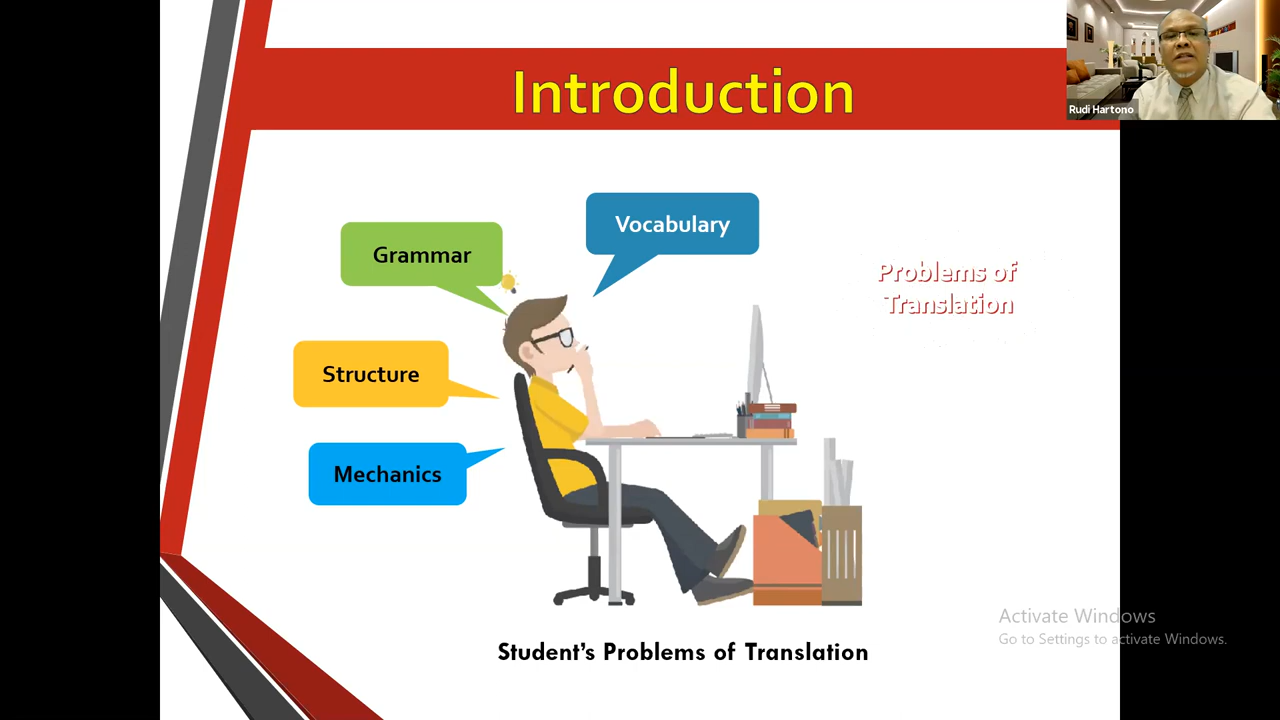 Introduction
Rudi Hartono
Vocabulary
Grammar
Problems of
Translation
Structure
Mechanics
Activate Windows
Go to Settings to activate Windows.
Student's Problems of Translation